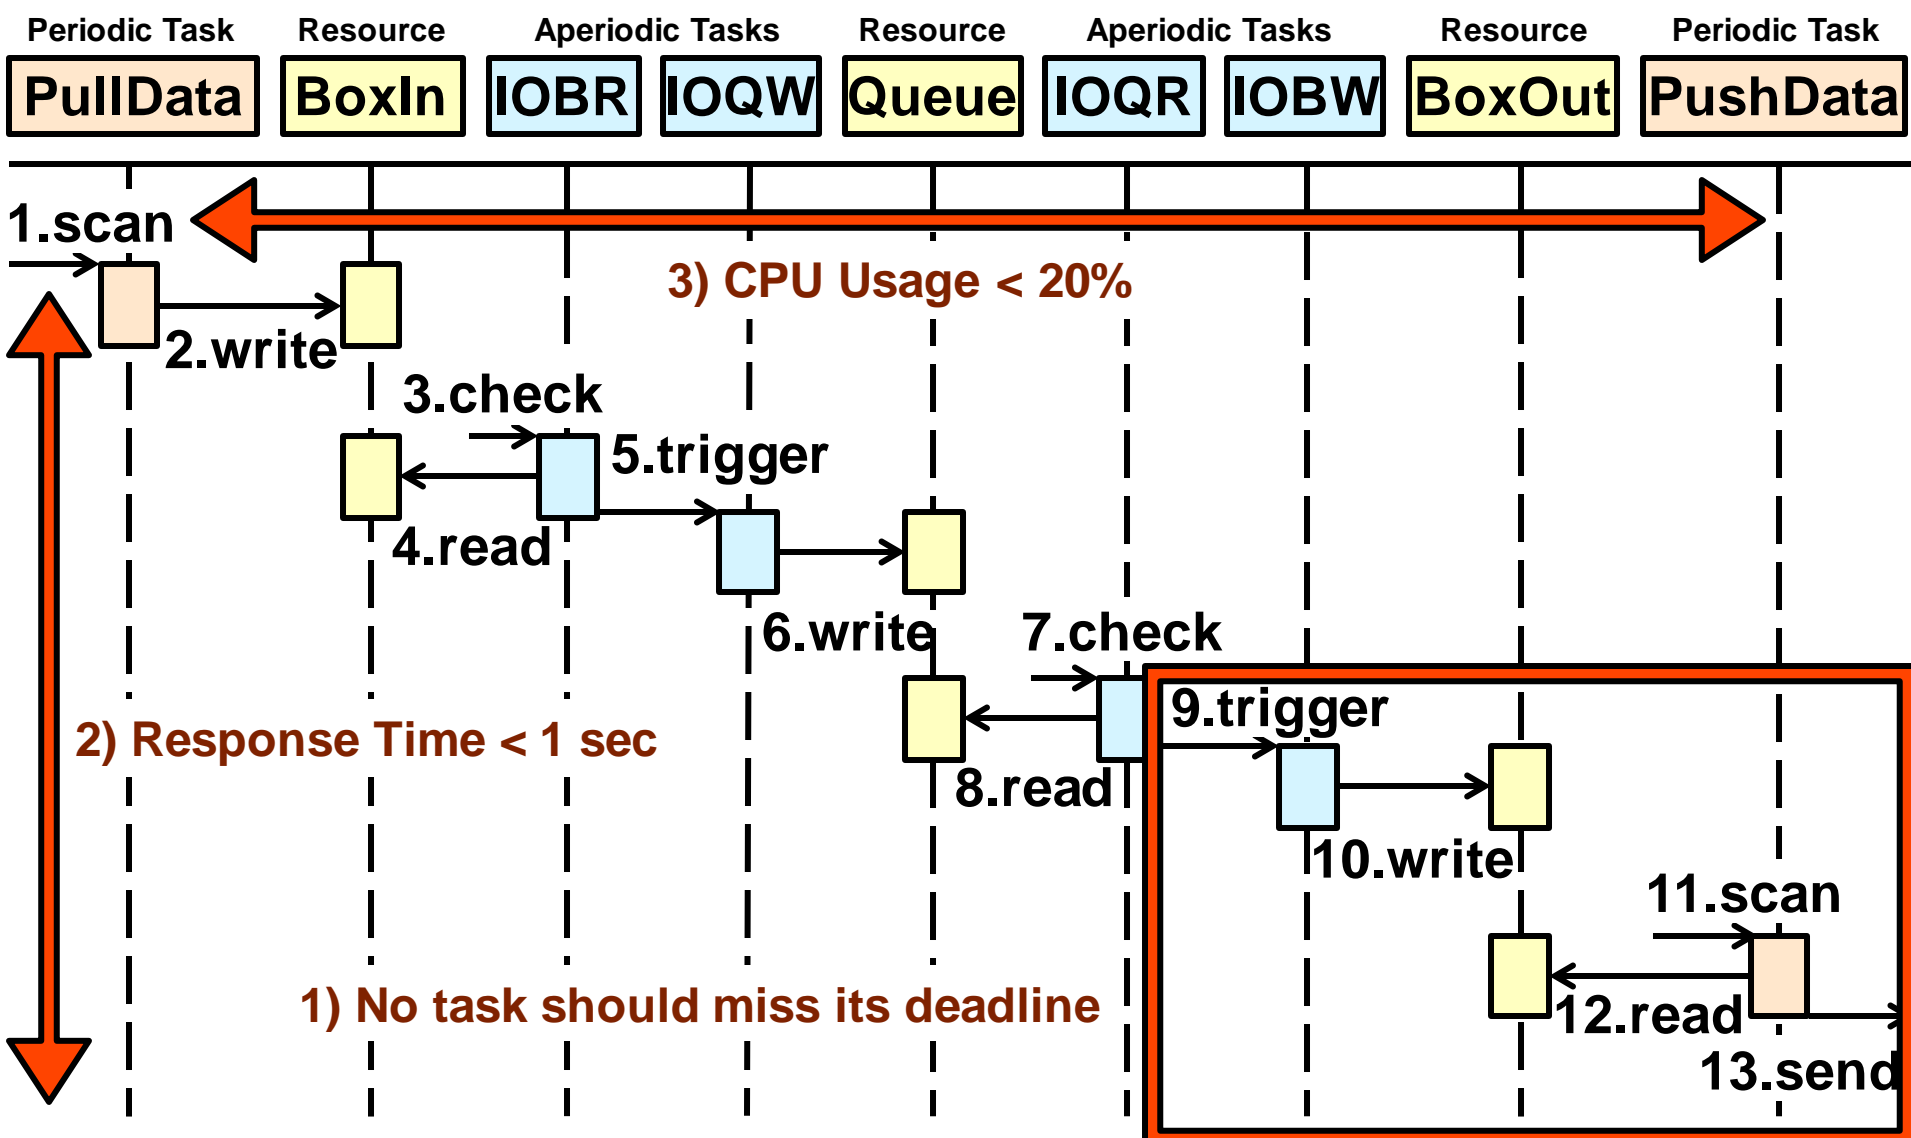 Periodic Task Resource Aperiodic Tasks Resource Aperiodic Tasks Resource Periodic Task
PullData BoxIn IOBR IOQW Queue IOQR IOBW BoxOut PushData
1.scan
3) CPU Usage < 20%
2.write
3.check
5.trigger
4.read
6.write 7.check
9.trigger
2) Response Time < 1 sec
8.read
10.write
11.scan
1) No task should miss its deadline
12.read
13.send